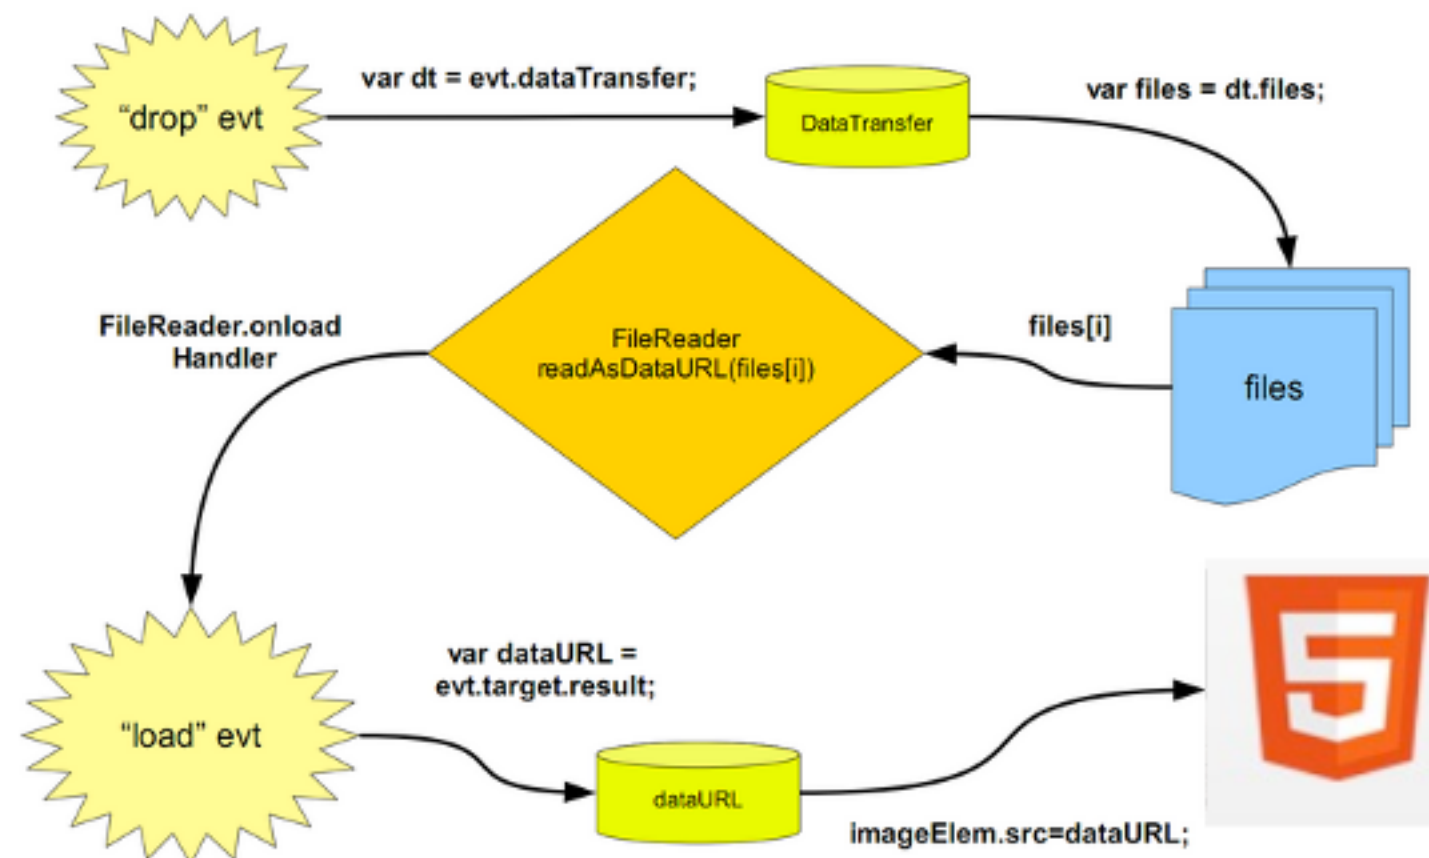 “drop” evt
var dt = evt.dataTransfer;
DataTransfer
var files = dt.files;
files
files[i]
FileReader
readAsDataURL(files[i])
FileReader.onload
Handler
“load” evt
var dataURL =
evt.target.result;
dataURL
imageElem.src=dataURL;
5